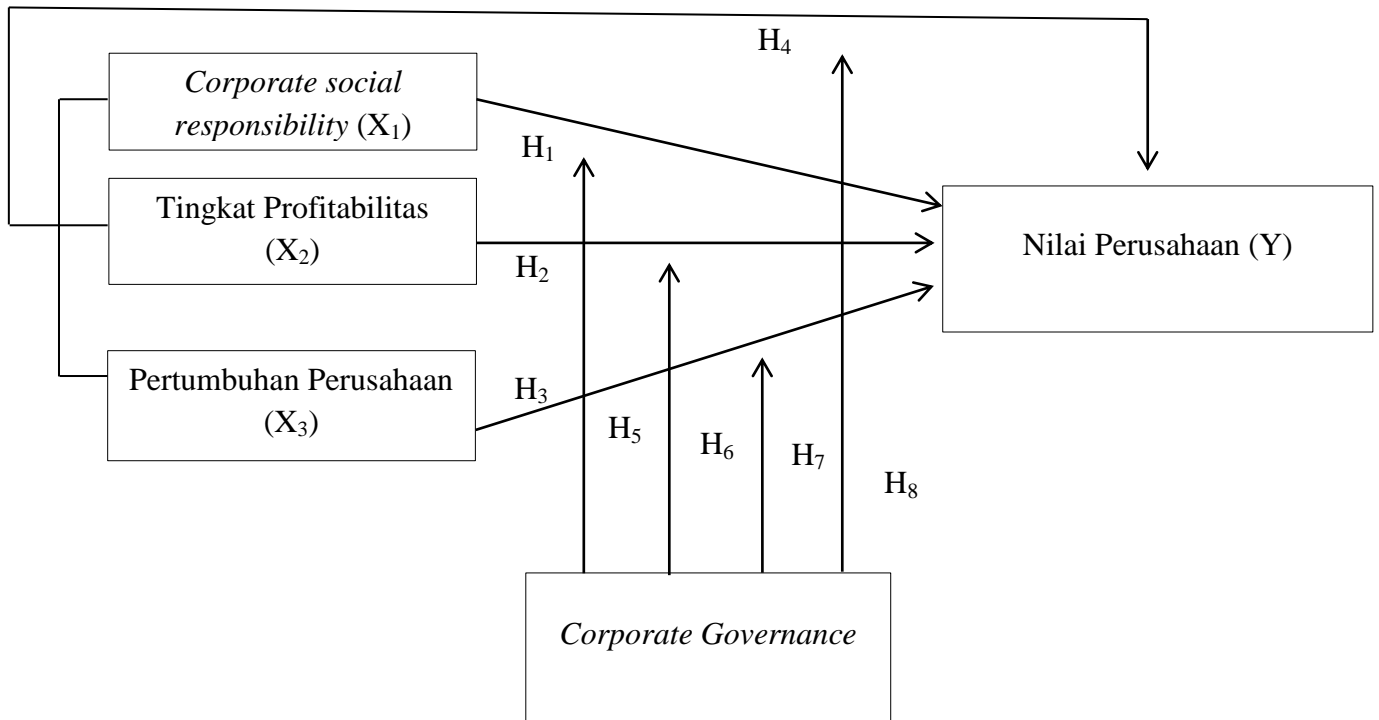 H₄
Corporate social
responsibility (X₁)
H₁
Tingkat Profitabilitas
(X₂)
H₂
Nilai Perusahaan (Y)
Pertumbuhan Perusahaan
(X₃)
H₃
H₅
H₆
H₇
H₈
Corporate Governance